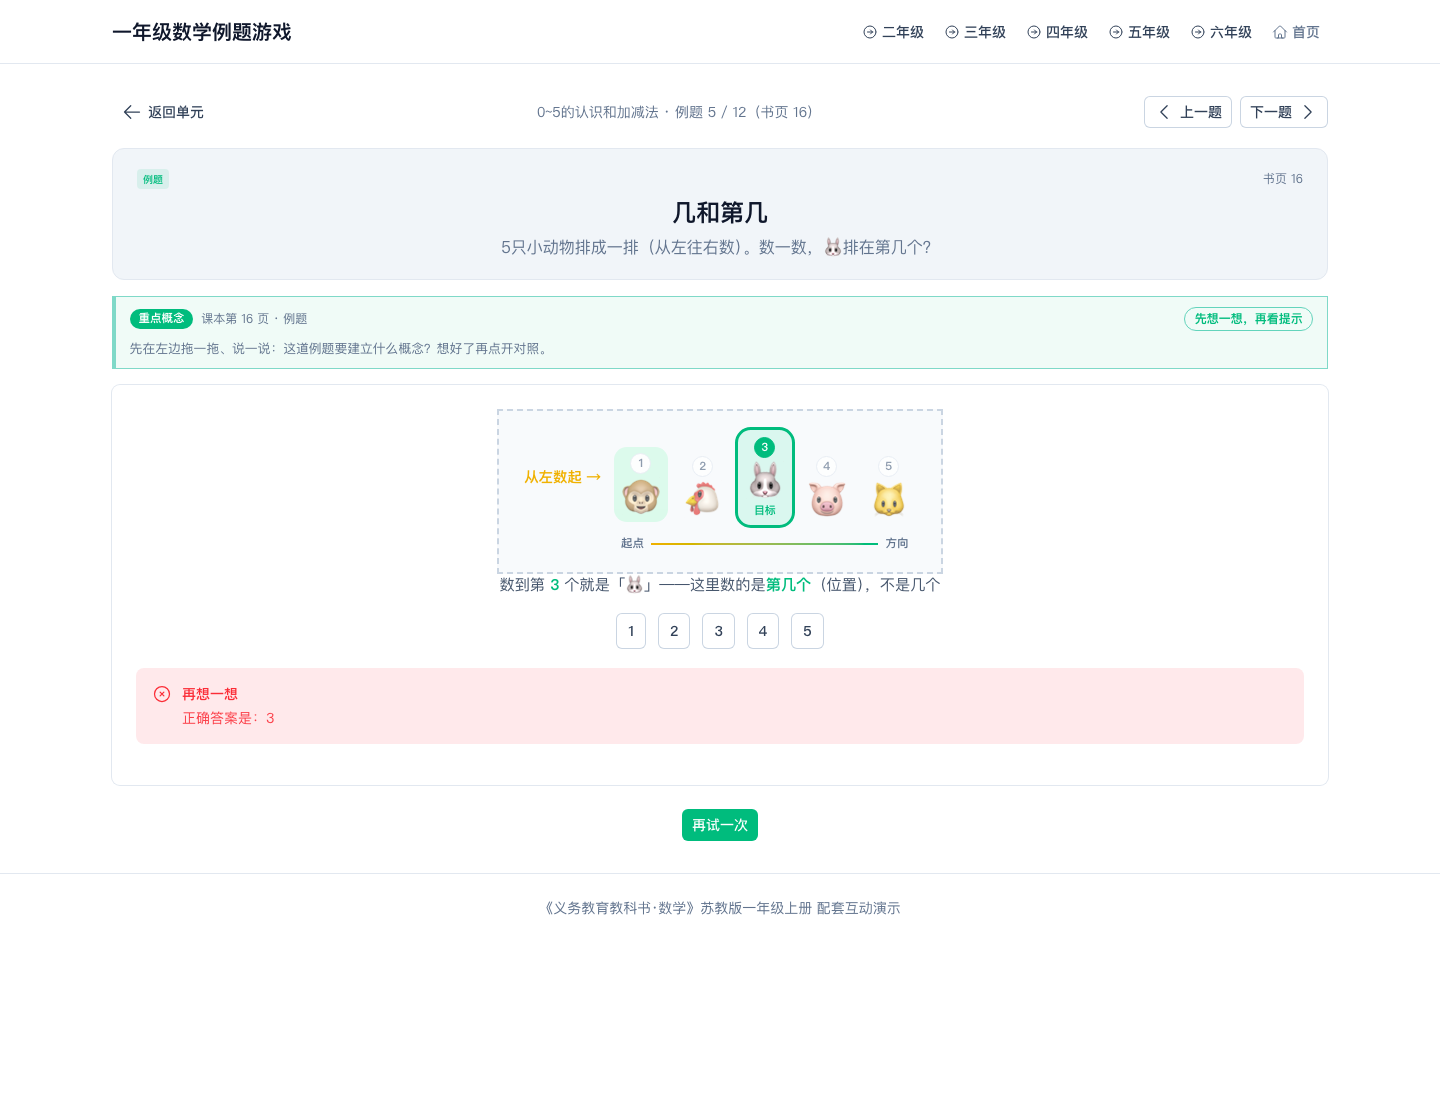 一年级数学例题游戏
二年级 三年级 四年级 五年级 六年级 首页
返回单元
0~5的认识和加减法 · 例题 5 / 12（书页 16）
上一题 下一题
例题
书页 16
几和第几
5只小动物排成一排（从左往右数）。数一数，🐰排在第几个？
重点概念 课本第 16 页 · 例题
先想一想，再看提示
先在左边拖一拖、说一说：这道例题要建立什么概念？想好了再点开对照。
从左数起 →
1 2 3 4 5
目标
起点 方向
数到第 3 个就是「🐰」——这里数的是第几个（位置），不是几个
1 2 3 4 5
再想一想
正确答案是：3
再试一次
《义务教育教科书·数学》苏教版一年级上册 配套互动演示